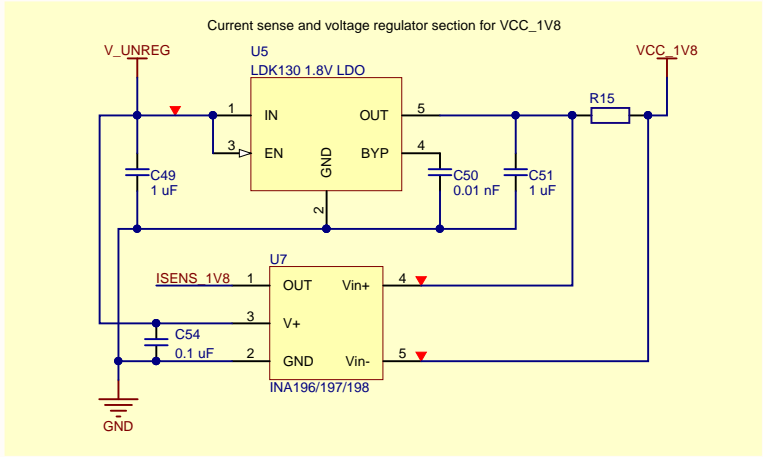 Current sense and voltage regulator section for VCC_1V8
V_UNREG
U5
VCC_1V8
LDK130 1.8V LDO
R15
1 IN OUT 5
3 EN BYP 4
GND
2
C49
1 uF
C50
0.01 nF
C51
1 uF
U7
ISENS_1V8 1 OUT Vin+ 4
3 V+
C54
0.1 uF
2 GND Vin- 5
INA196/197/198
GND